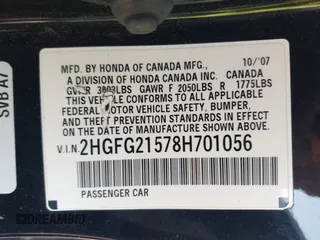 MFD. BY HONDA OF CANADA MFG., 10/'07
A DIVISION OF HONDA CANADA INC. CANADA
GVWR 3803LBS GAWR F 2050LBS R 1775LBS
THIS VEHICLE CONFORMS TO ALL APPLICABLE
FEDERAL MOTOR VEHICLE SAFETY, BUMPER,
AND THEFT PREVENTION STANDARDS IN EFFECT
ON THE DATE OF MANUFACTURE SHOWN ABOVE.
V.I.N. 2HGFG21578H701056
PASSENGER CAR
SVB A7
DREAMBID